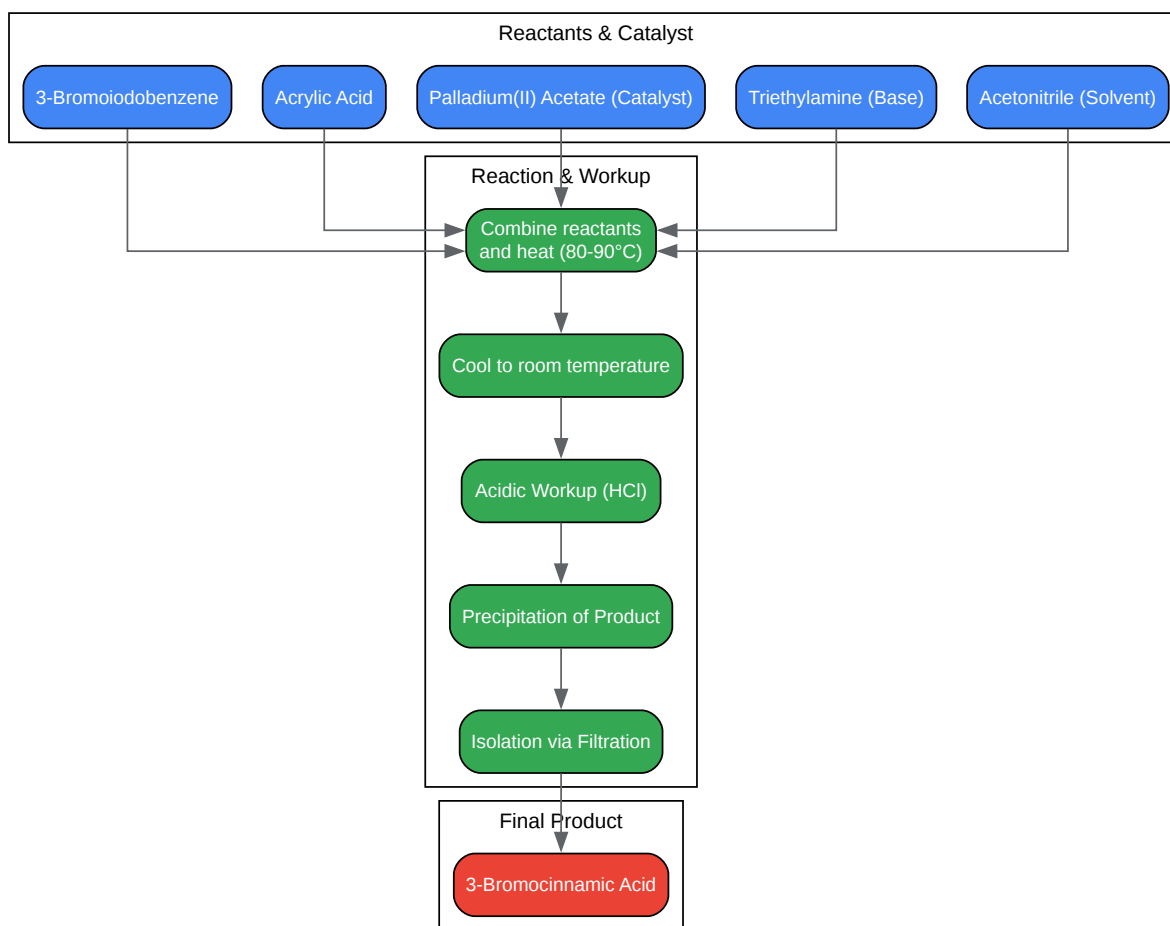 Reactants & Catalyst
3-Bromoiodobenzene
Acrylic Acid
Palladium(II) Acetate (Catalyst)
Triethylamine (Base)
Acetonitrile (Solvent)
Reaction & Workup
Combine reactants
and heat (80-90°C)
Cool to room temperature
Acidic Workup (HCl)
Precipitation of Product
Isolation via Filtration
Final Product
3-Bromocinnamic Acid